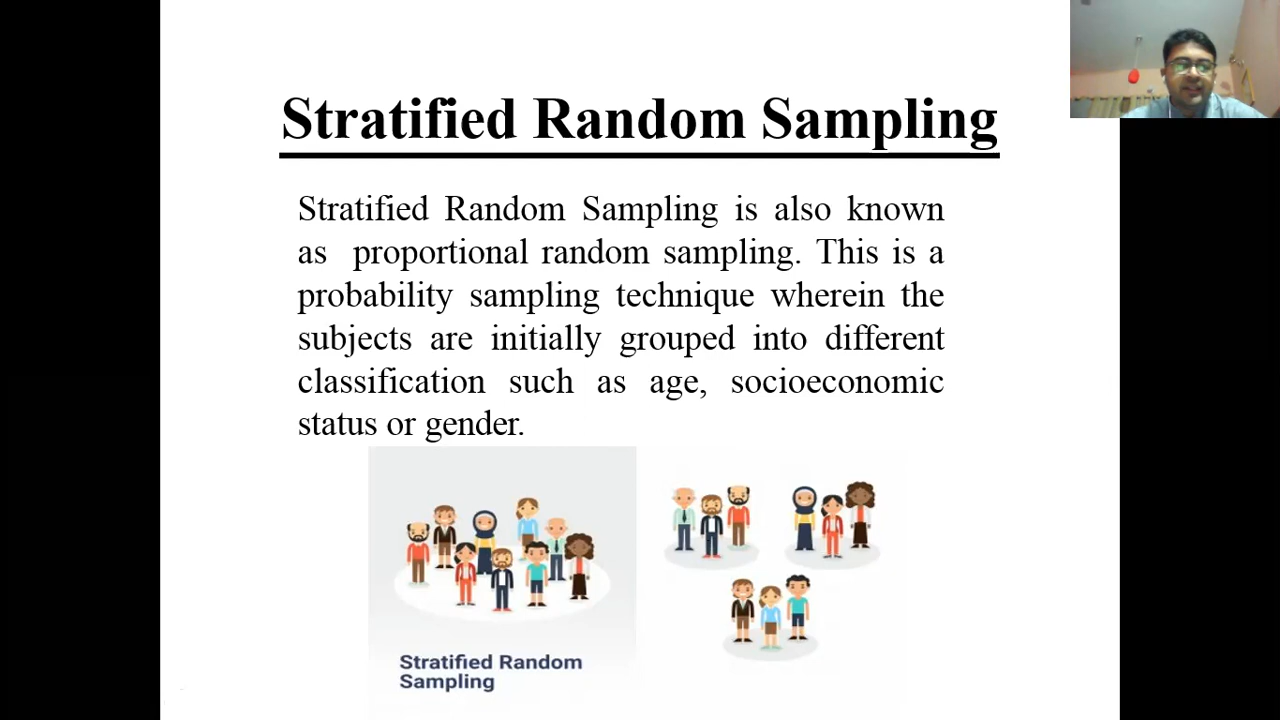 Stratified Random Sampling
Stratified Random Sampling is also known
as proportional random sampling. This is a
probability sampling technique wherein the
subjects are initially grouped into different
classification such as age, socioeconomic
status or gender.
Stratified Random
Sampling